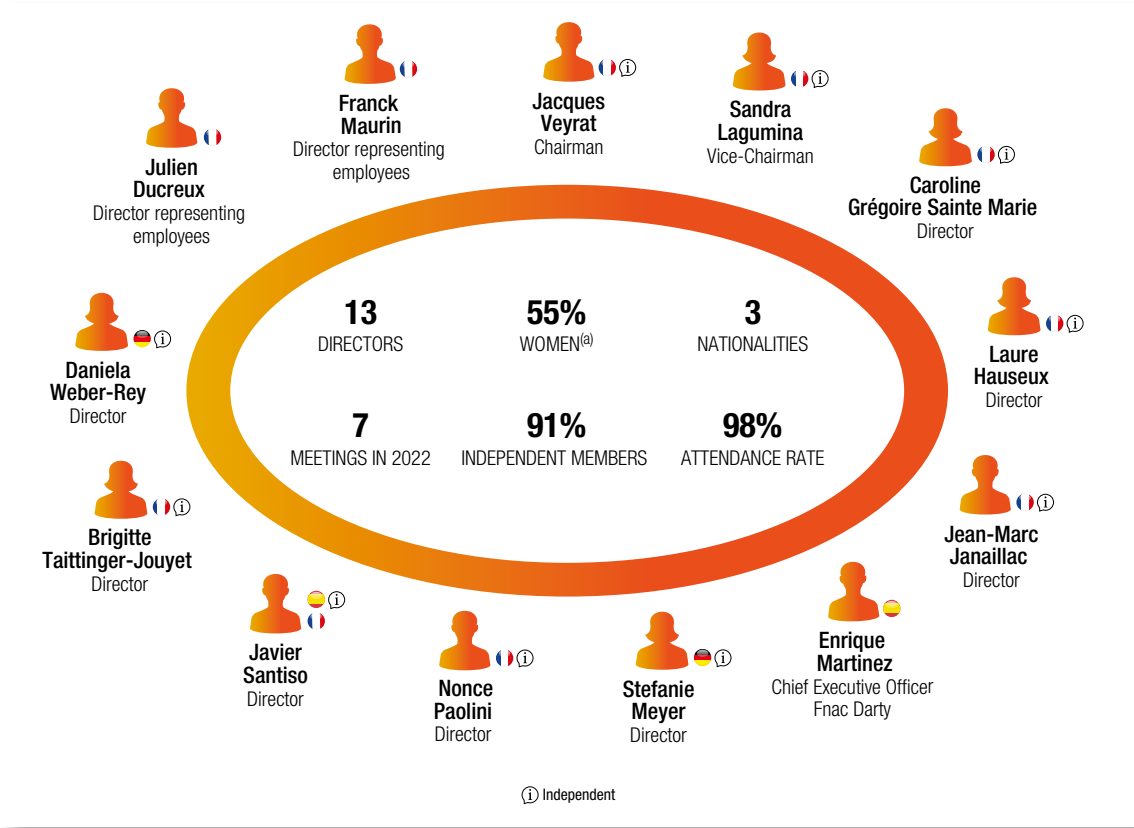 Franck
Maurin
Director representing
employees
Jacques
Veyrat
Chairman
Sandra
Lagumina
Vice-Chairman
Julien
Ducreux
Director representing
employees
Caroline
Grégoire Sainte Marie
Director
13
DIRECTORS
55%
WOMEN(a)
3
NATIONALITIES
Daniela
Weber-Rey
Director
Laure
Hauseux
Director
7
MEETINGS IN 2022
91%
INDEPENDENT MEMBERS
98%
ATTENDANCE RATE
Brigitte
Taittinger-Jouyet
Director
Jean-Marc
Janaillac
Director
Javier
Santiso
Director
Nonce
Paolini
Director
Stefanie
Meyer
Director
Enrique
Martinez
Chief Executive Officer
Fnac Darty
i Independent